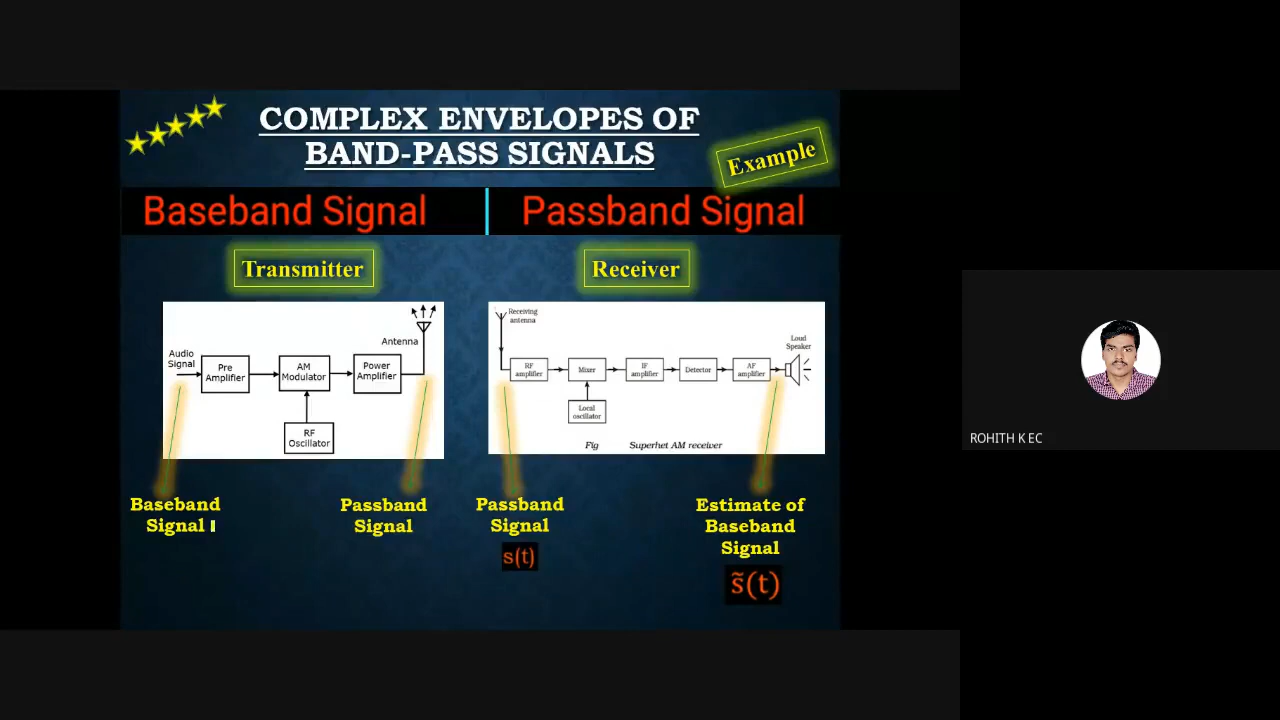 COMPLEX ENVELOPES OF
BAND-PASS SIGNALS
Example
Baseband Signal
Passband Signal
Transmitter
Receiver
Audio
Signal
Pre
Amplifier
AM
Modulator
Power
Amplifier
Antenna
RF
Oscillator
Receiving
antenna
RF
amplifier
Mixer
IF
amplifier
Detector
AF
amplifier
Loud
Speaker
Local
oscillator
Fig Superhet AM receiver
Baseband
Signal
Passband
Signal
Passband
Signal
s(t)
Estimate of
Baseband
Signal
s̃(t)
ROHITH K EC